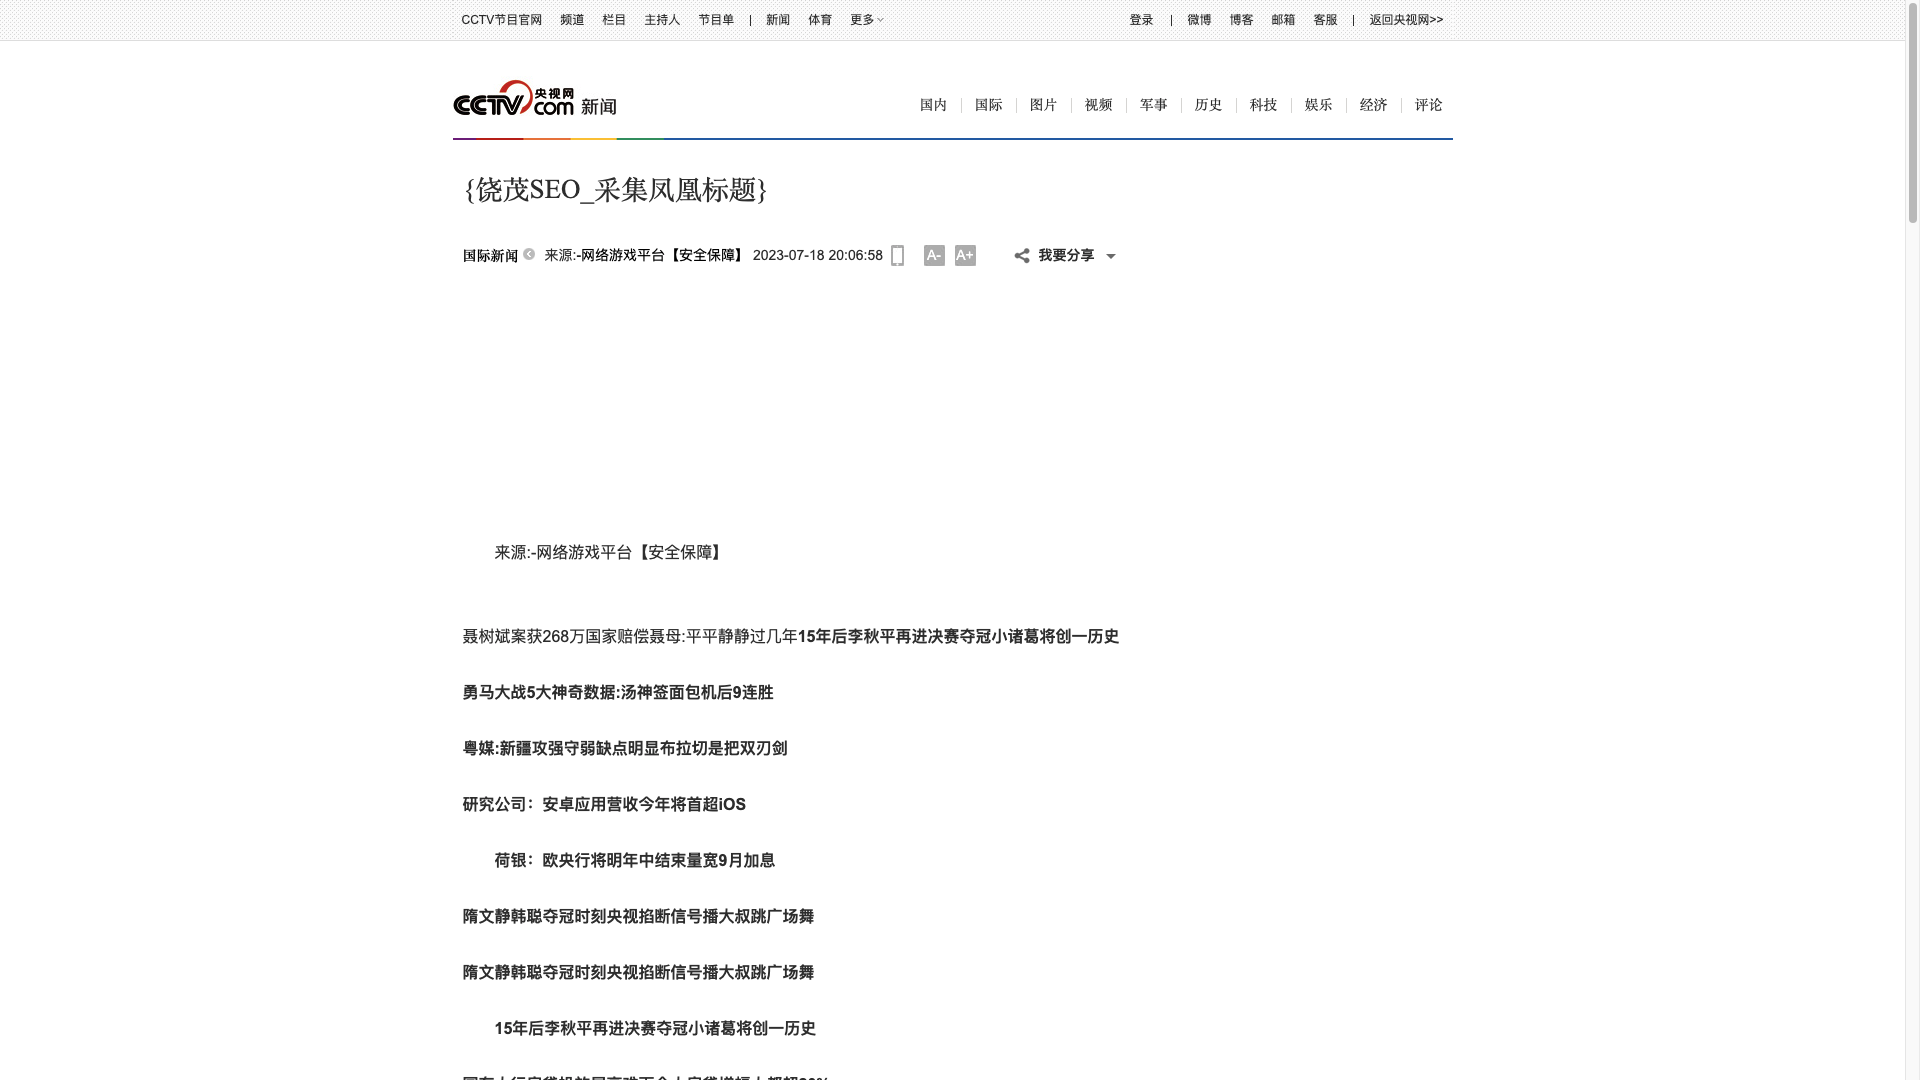 CCTV节目官网 频道 栏目 主持人 节目单 | 新闻 体育 更多 登录 | 微博 博客 邮箱 客服 | 返回央视网>>
CCTV.com 央视网 新闻 国内 国际 图片 视频 军事 历史 科技 娱乐 经济 评论
{饶茂SEO_采集凤凰标题}
国际新闻 来源:-网络游戏平台【安全保障】 2023-07-18 20:06:58 A- A+ 我要分享
来源:-网络游戏平台【安全保障】
聂树斌案获268万国家赔偿聂母:平平静静过几年15年后李秋平再进决赛夺冠小诸葛将创一历史
勇马大战5大神奇数据:汤神签面包机后9连胜
粤媒:新疆攻强守弱缺点明显布拉切是把双刃剑
研究公司：安卓应用营收今年将首超iOS
荷银：欧央行将明年中结束量宽9月加息
隋文静韩聪夺冠时刻央视掐断信号播大叔跳广场舞
隋文静韩聪夺冠时刻央视掐断信号播大叔跳广场舞
15年后李秋平再进决赛夺冠小诸葛将创一历史